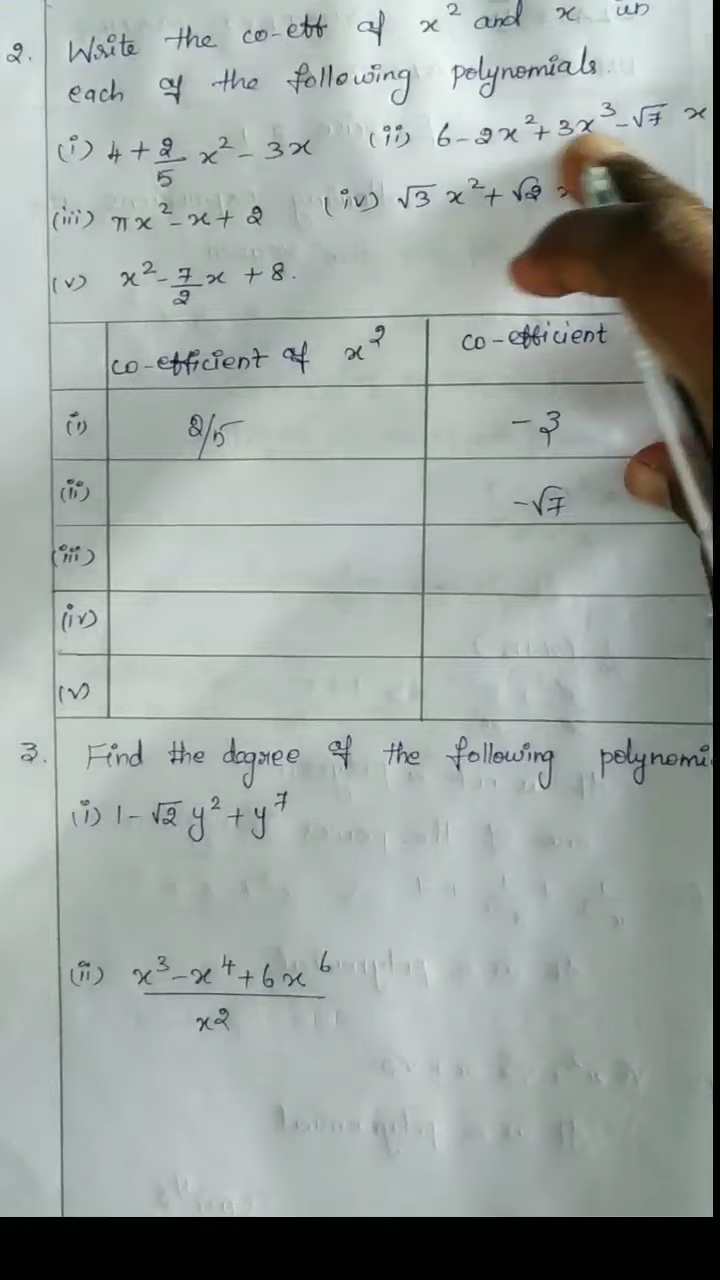 2. Write the co-eff of x² and x in
each of the following polynomials.
(i) 4 + 2/5 x² - 3x (ii) 6 - 2x² + 3x³ - √7 x
(iii) πx² - x + 2 (iv) √3 x² + √2
(v) x² - 7/2 x + 8.
co-efficient of x² co-efficient
(i) 2/5 -3
(ii) -√7
(iii)
(iv)
(v)
3. Find the degree of the following polynomi
(i) 1 - √2 y² + y⁷
(ii) x³ - x⁴ + 6x⁶
x2